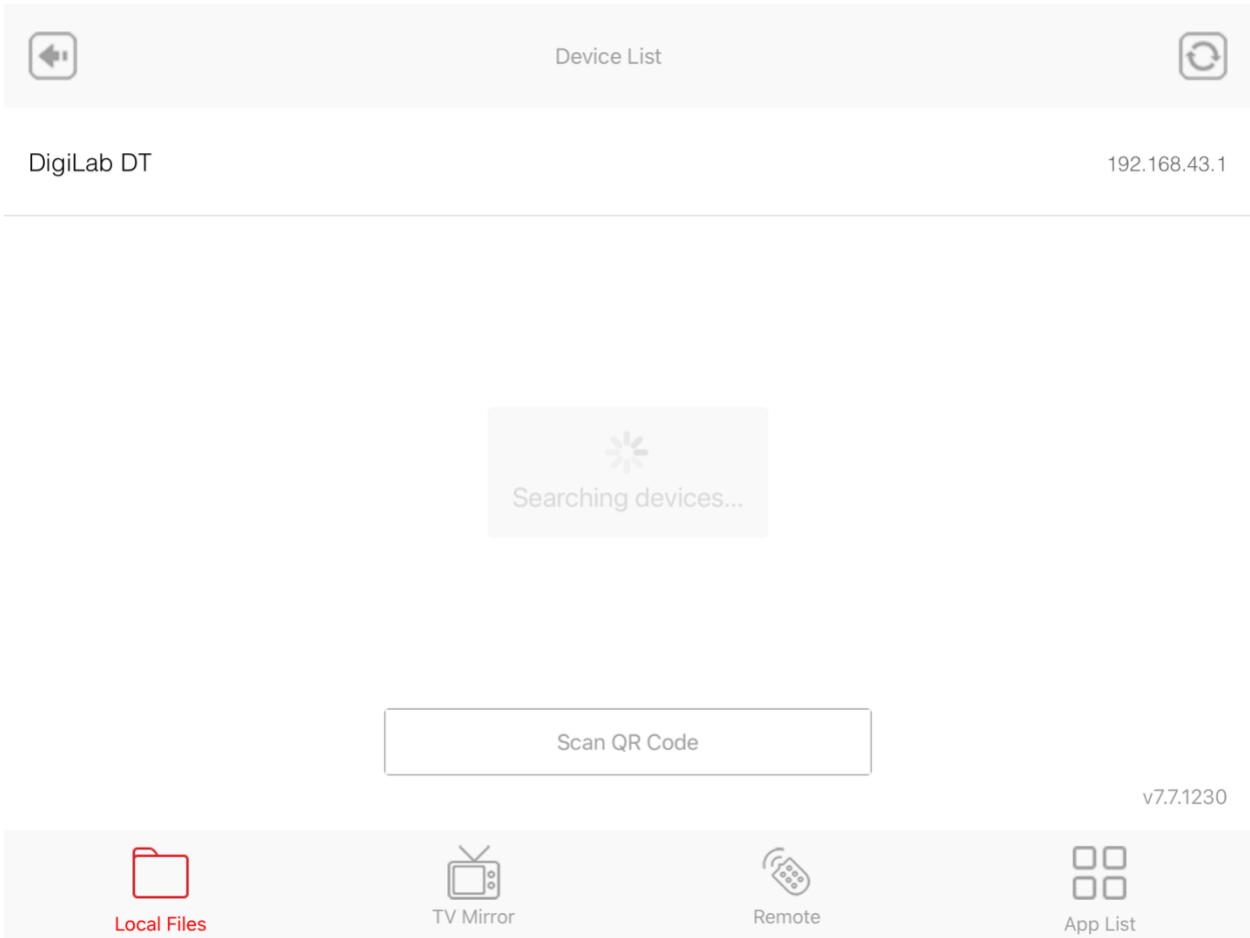 Device List
DigiLab DT
192.168.43.1
Searching devices...
Scan QR Code
v7.7.1230
Local Files
TV Mirror
Remote
App List